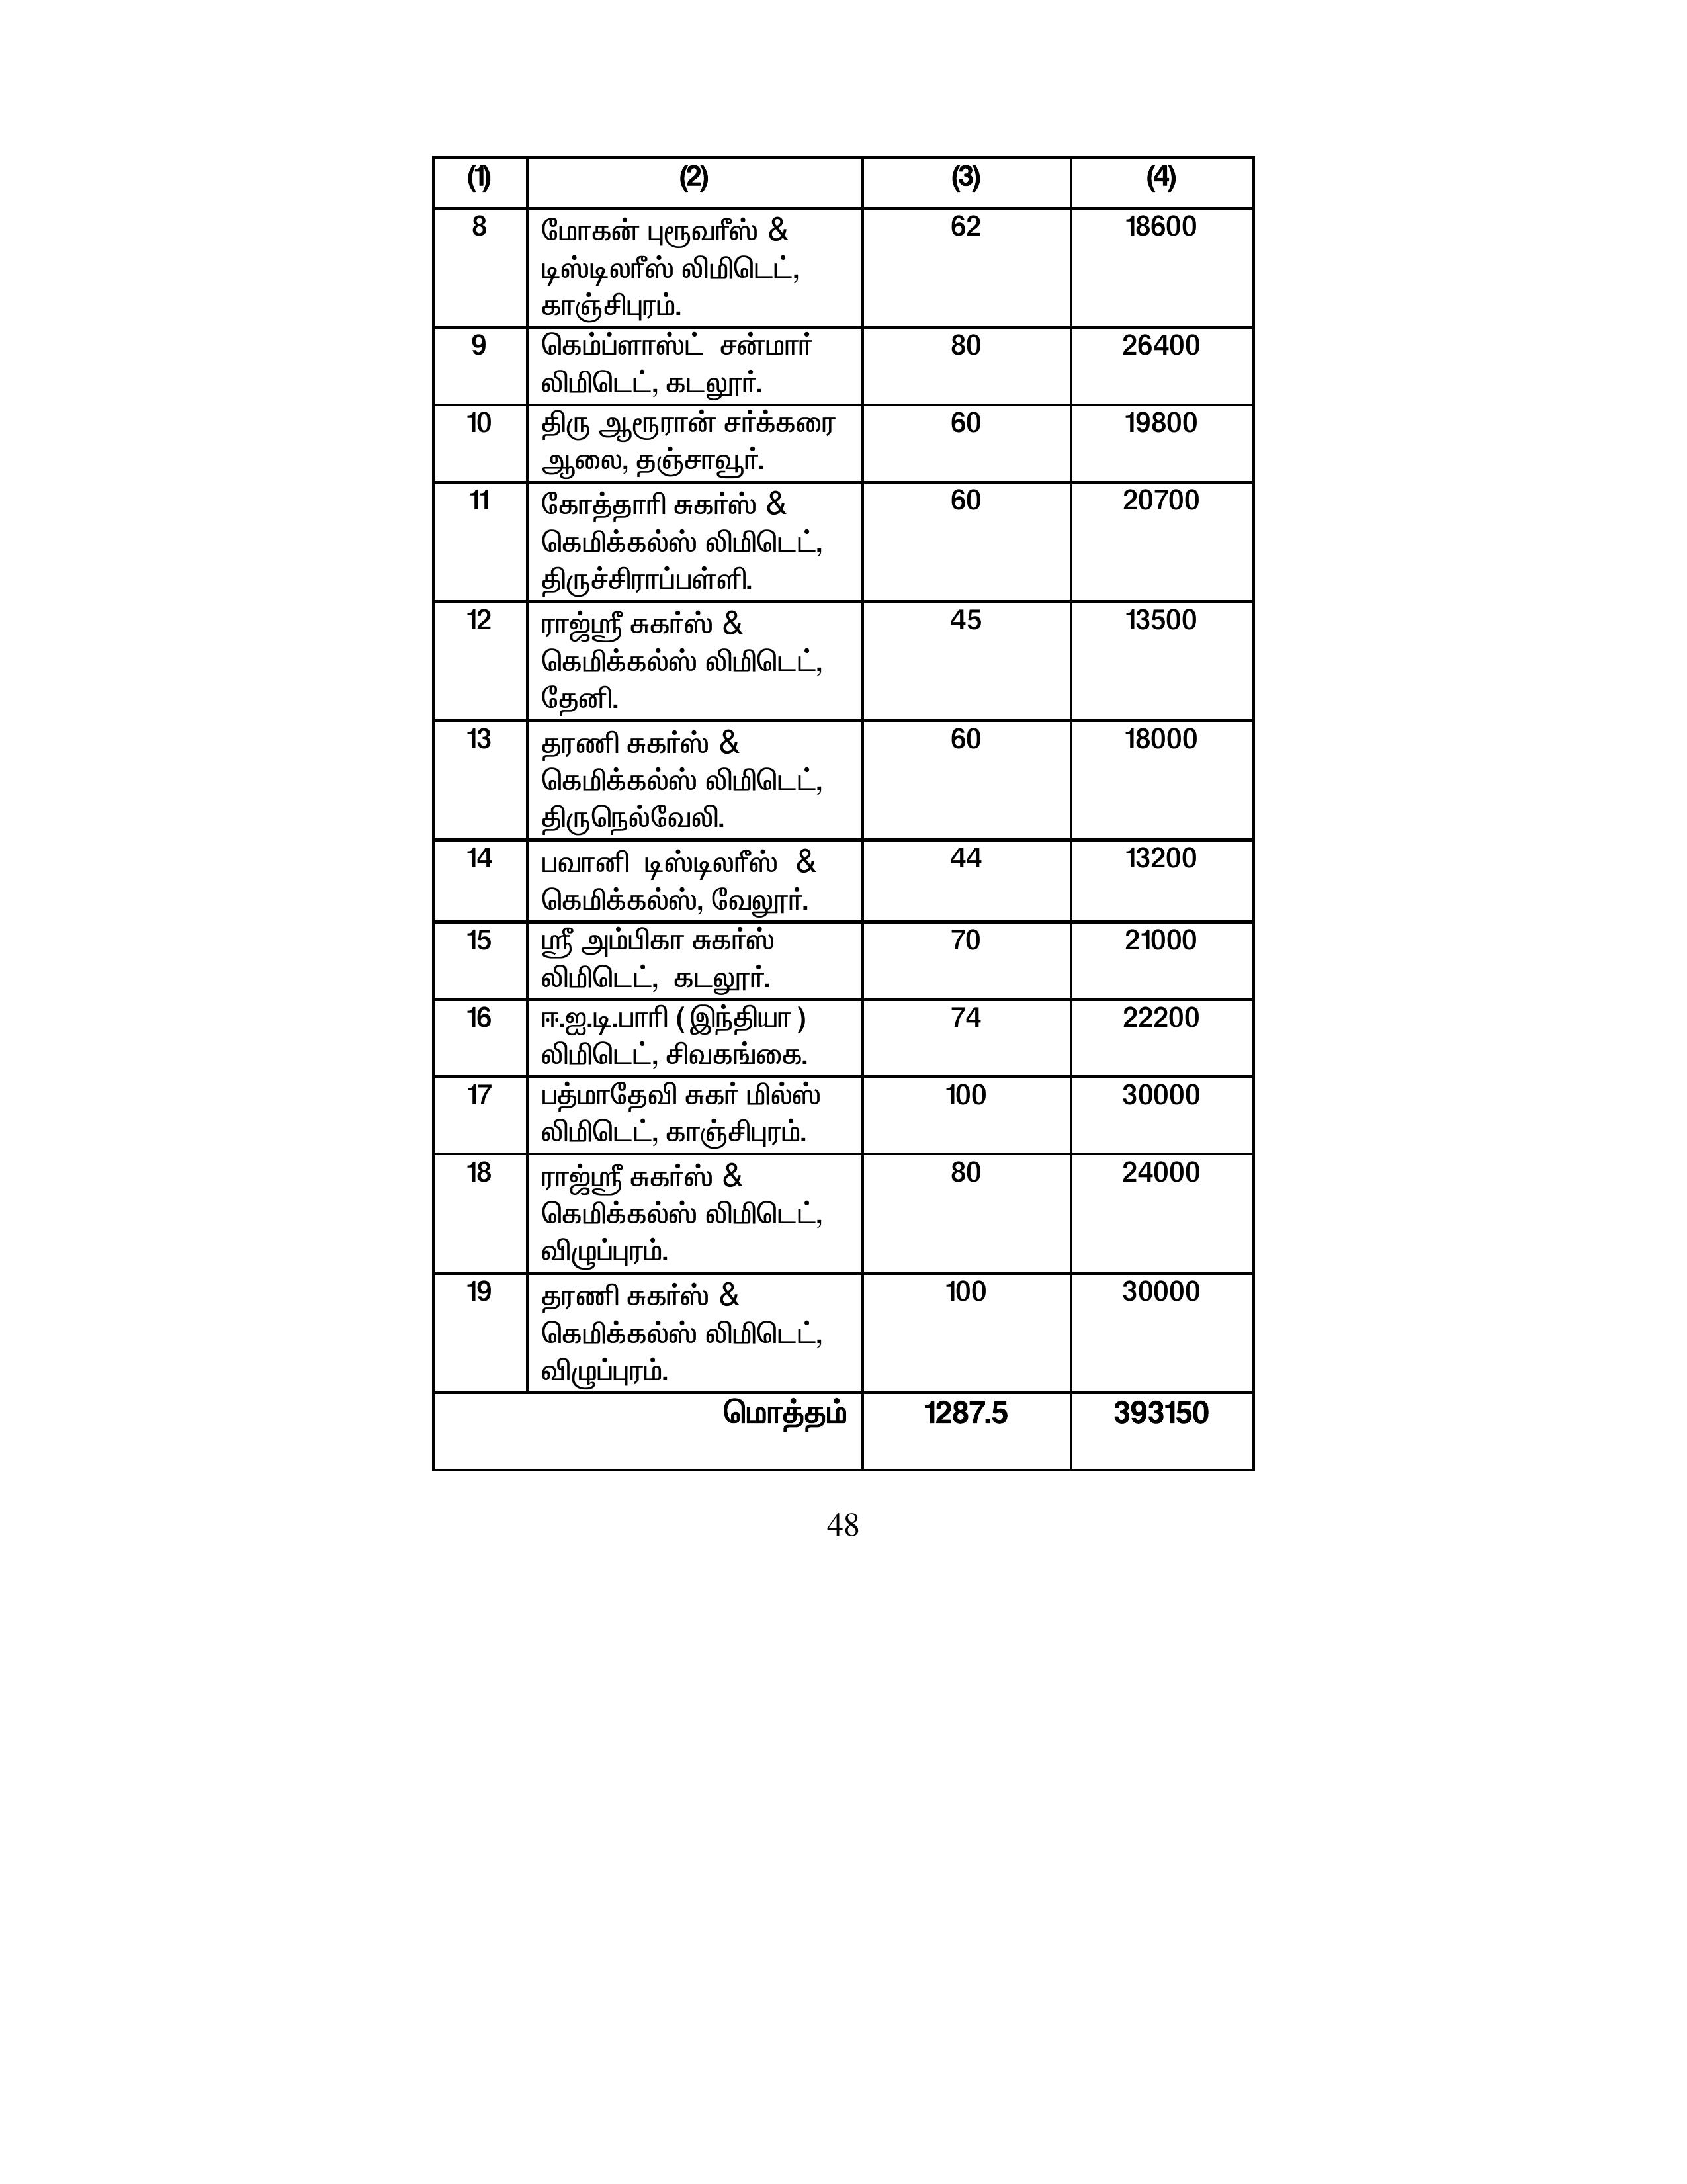 (1) (2) (3) (4)
8 மோகன் புரூவரீஸ் & 62 18600
டிஸ்டிலரீஸ் லிமிடெட்,
காஞ்சிபுரம்.
9 கெம்ப்ளாஸ்ட் சன்மார் 80 26400
லிமிடெட், கடலூர்.
10 திரு ஆரூரான் சர்க்கரை 60 19800
ஆலை, தஞ்சாவூர்.
11 கோத்தாரி சுகர்ஸ் & 60 20700
கெமிக்கல்ஸ் லிமிடெட்,
திருச்சிராப்பள்ளி.
12 ராஜ்ஸ்ரீ சுகர்ஸ் & 45 13500
கெமிக்கல்ஸ் லிமிடெட்,
தேனி.
13 தரணி சுகர்ஸ் & 60 18000
கெமிக்கல்ஸ் லிமிடெட்,
திருநெல்வேலி.
14 பவானி டிஸ்டிலரீஸ் & 44 13200
கெமிக்கல்ஸ், வேலூர்.
15 ஸ்ரீ அம்பிகா சுகர்ஸ் 70 21000
லிமிடெட், கடலூர்.
16 ஈ.ஐ.டி.பாரி (இந்தியா) 74 22200
லிமிடெட், சிவகங்கை.
17 பத்மாதேவி சுகர் மில்ஸ் 100 30000
லிமிடெட், காஞ்சிபுரம்.
18 ராஜ்ஸ்ரீ சுகர்ஸ் & 80 24000
கெமிக்கல்ஸ் லிமிடெட்,
விழுப்புரம்.
19 தரணி சுகர்ஸ் & 100 30000
கெமிக்கல்ஸ் லிமிடெட்,
விழுப்புரம்.
மொத்தம் 1287.5 393150
48